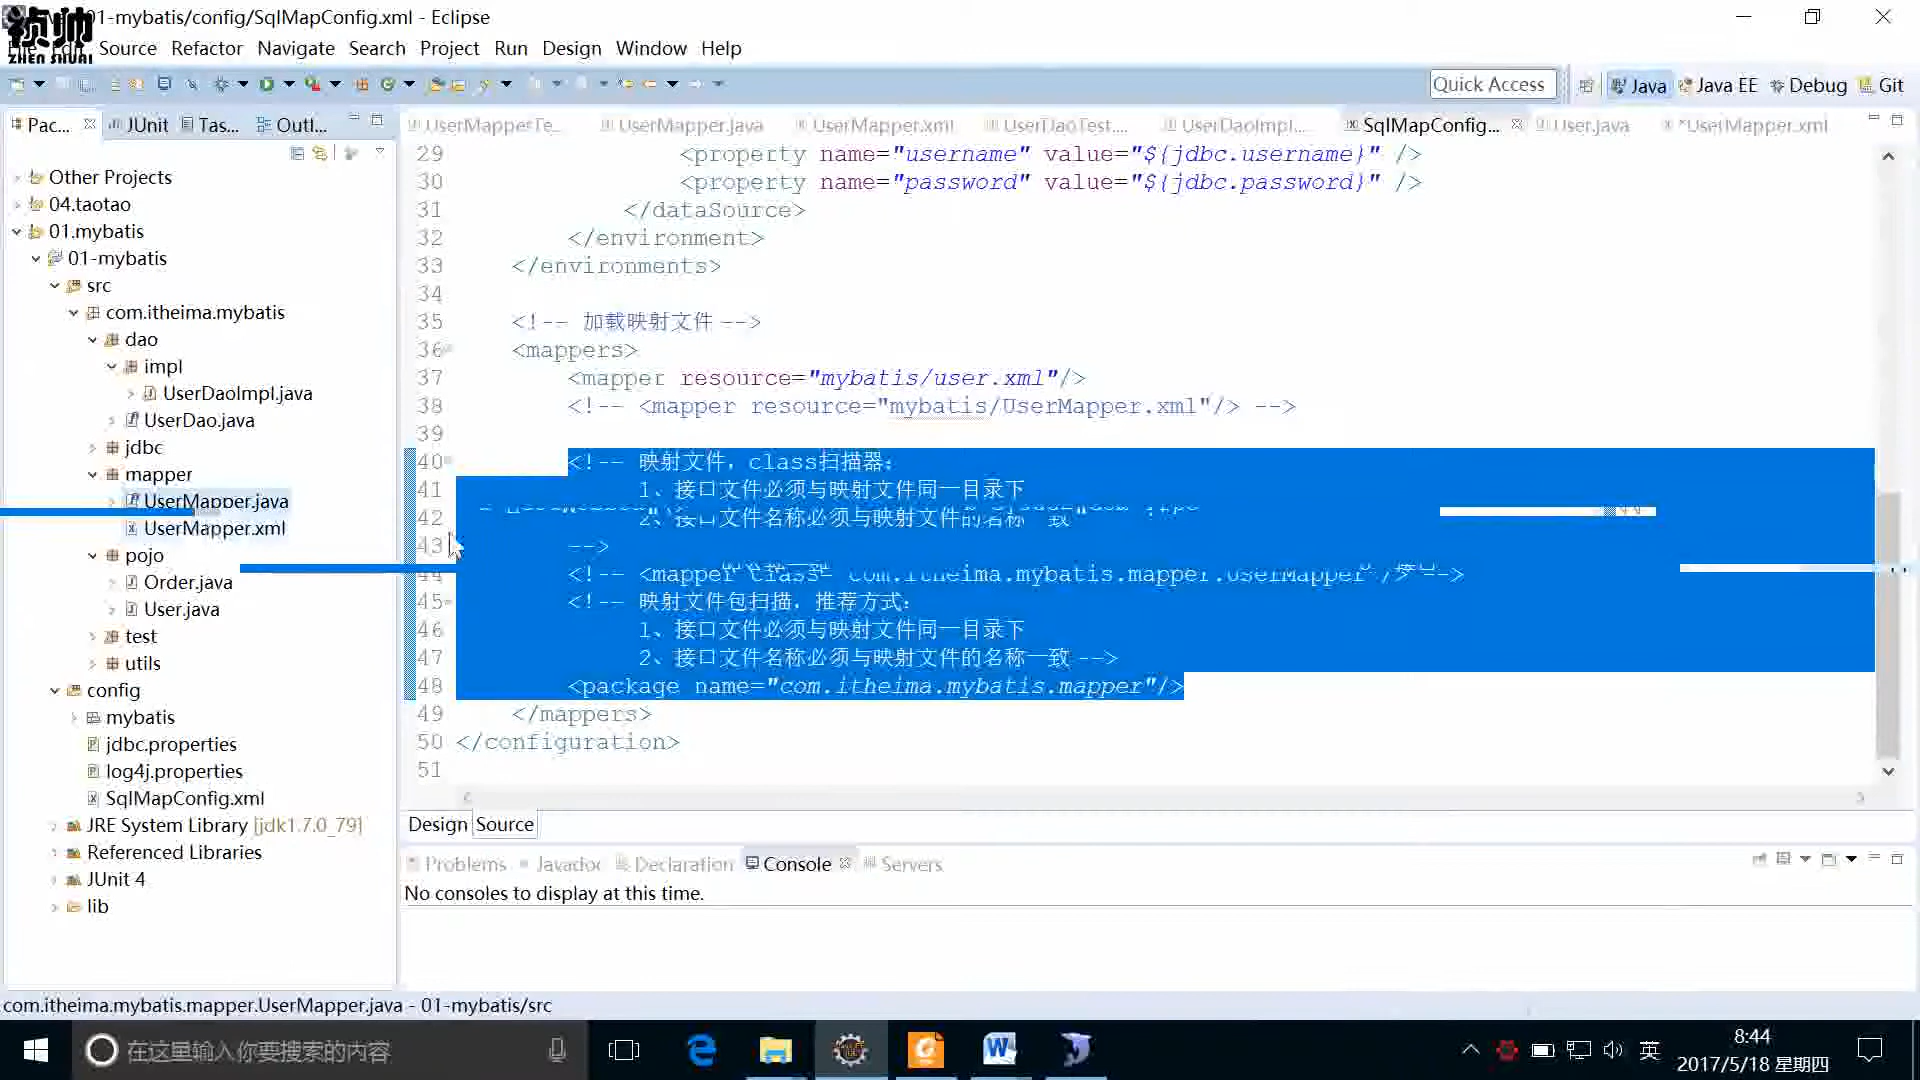 01-mybatis/config/SqlMapConfig.xml - Eclipse
ZHEN SHUAI
Source Refactor Navigate Search Project Run Design Window Help
Quick Access
Java Java EE Debug Git
Pac... JUnit Tas... Outl...
UserMapperTe... UserMapper.java UserMapper.xml UserDaoTest.... UserDaoImpl.... SqlMapConfig... User.java *UserMapper.xml
Other Projects
04.taotao
01.mybatis
01-mybatis
src
com.itheima.mybatis
dao
impl
UserDaoImpl.java
UserDao.java
jdbc
mapper
UserMapper.java
UserMapper.xml
pojo
Order.java
User.java
test
utils
config
mybatis
jdbc.properties
log4j.properties
SqlMapConfig.xml
JRE System Library [jdk1.7.0_79]
Referenced Libraries
JUnit 4
lib
29 <property name="username" value="${jdbc.username}" />
30 <property name="password" value="${jdbc.password}" />
31 </dataSource>
32 </environment>
33 </environments>
34
35 <!-- 加载映射文件 -->
36 <mappers>
37 <mapper resource="mybatis/user.xml"/>
38 <!-- <mapper resource="mybatis/UserMapper.xml"/> -->
39
40 <!-- 映射文件，class扫描器：
41 1、接口文件必须与映射文件同一目录下
42 2、接口文件名称必须与映射文件的名称一致
43 -->
44 <!-- <mapper class="com.itheima.mybatis.mapper.UserMapper"/> -->
45 <!-- 映射文件包扫描，推荐方式：
46 1、接口文件必须与映射文件同一目录下
47 2、接口文件名称必须与映射文件的名称一致 -->
48 <package name="com.itheima.mybatis.mapper"/>
49 </mappers>
50 </configuration>
51
Design Source
Problems Javadoc Declaration Console Servers
No consoles to display at this time.
com.itheima.mybatis.mapper.UserMapper.java - 01-mybatis/src
在这里输入你要搜索的内容
英
8:44
2017/5/18 星期四